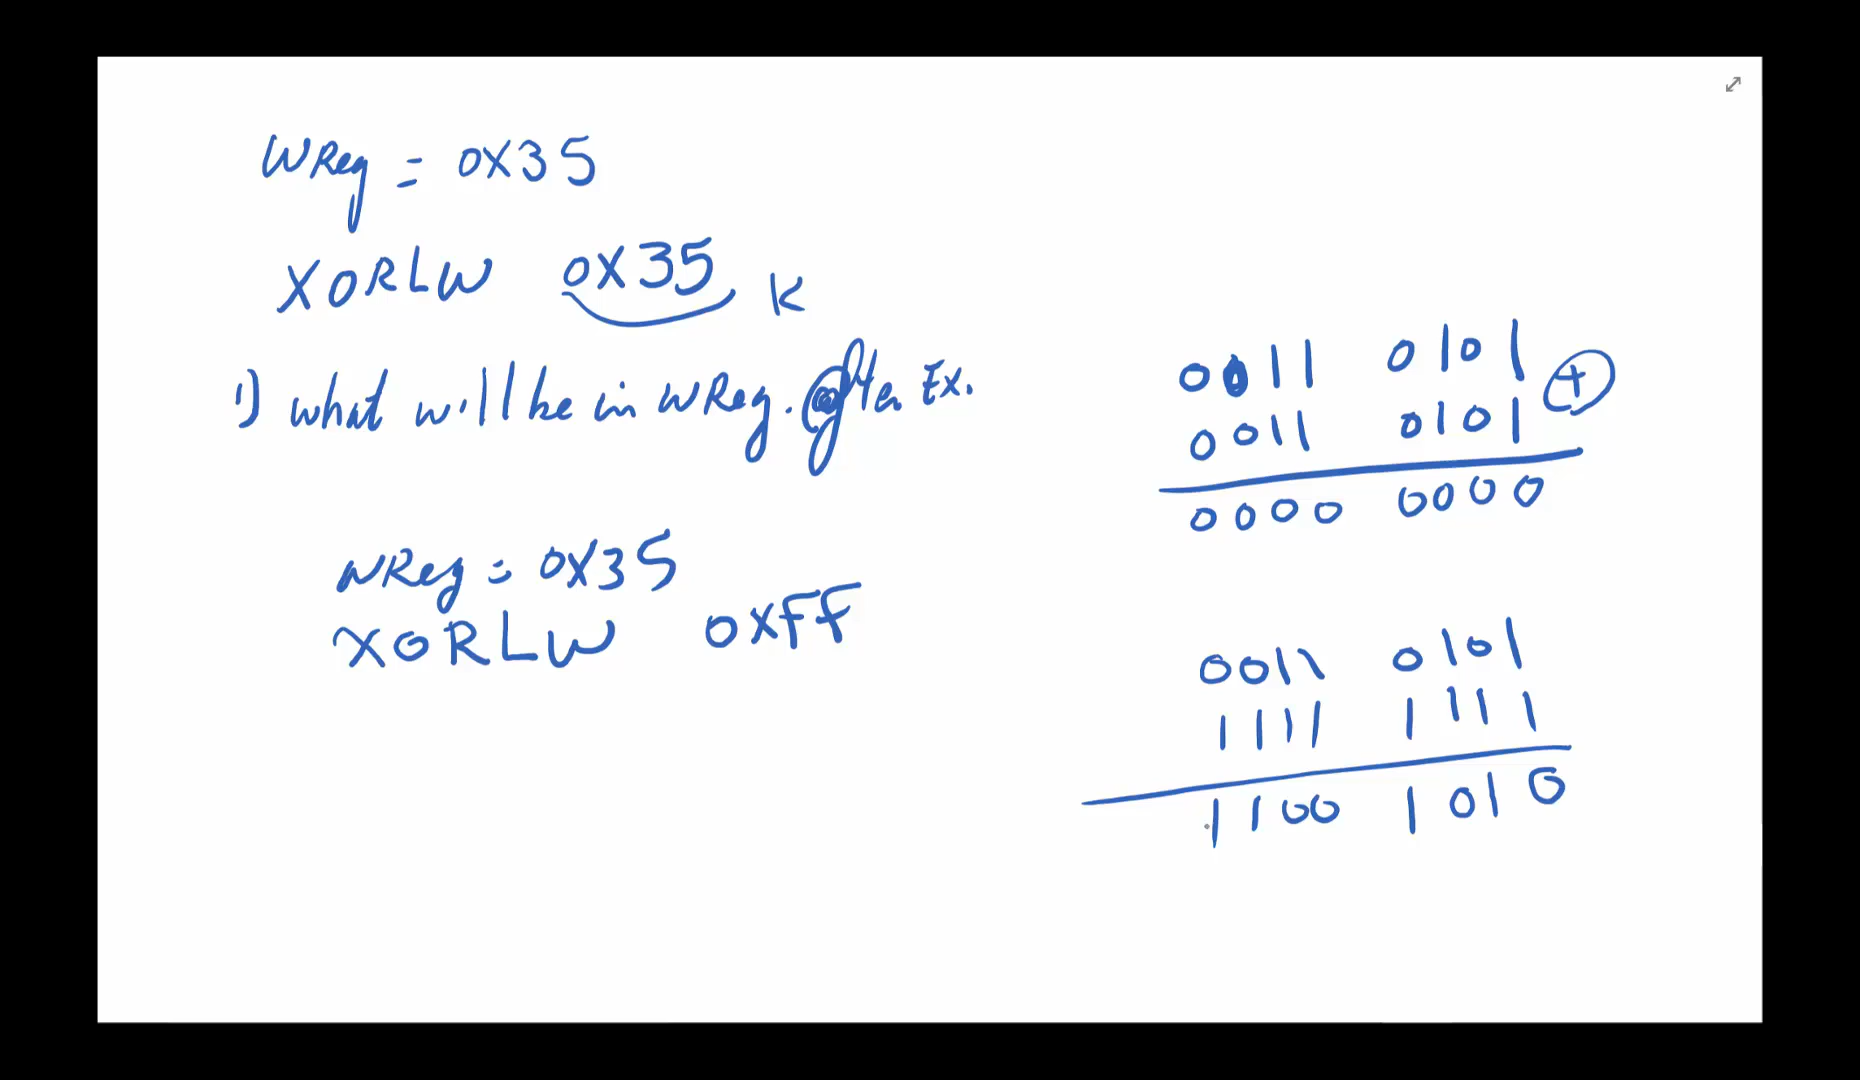 WReg = 0X35
XORLW 0X35 K
1) what will be in WReg. after Ex.
WReg = 0X35
XORLW 0XFF
0011 0101
0011 0101 +
0000 0000
0011 0101
1111 1111
1100 1010